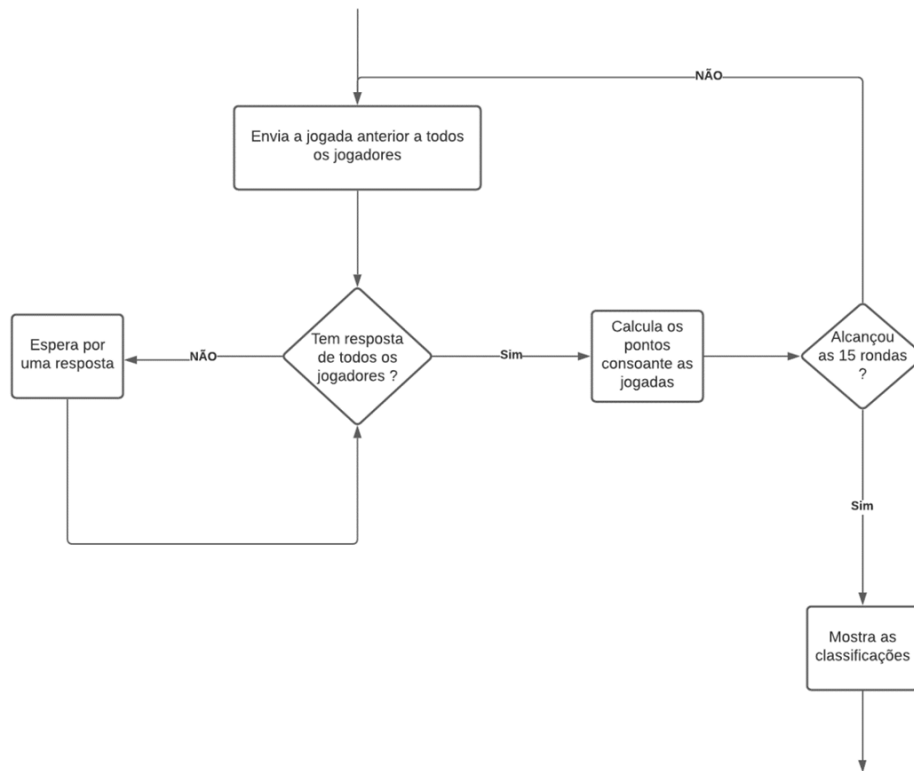 NÃO
Envia a jogada anterior a todos
os jogadores
Espera por
uma resposta
NÃO
Tem resposta
de todos os
jogadores ?
Sim
Calcula os
pontos
consoante as
jogadas
Alcançou
as 15 rondas
?
Sim
Mostra as
classificações